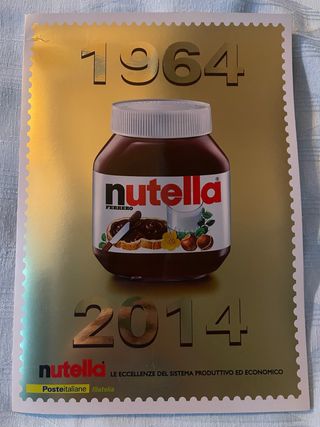 1964
nutella
FERRERO
2014
nutella LE ECCELLENZE DEL SISTEMA PRODUTTIVO ED ECONOMICO
Posteitaliane filatelia